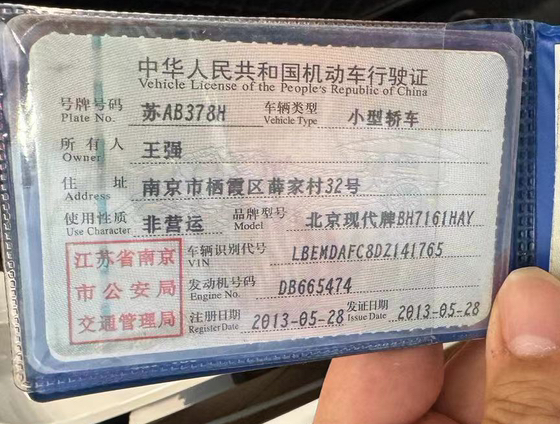 中华人民共和国机动车行驶证
Vehicle License of the People's Republic of China
号牌号码 苏AB378H 车辆类型 小型轿车
Plate No. Vehicle Type
所有人 王强
Owner
住址 南京市栖霞区薛家村32号
Address
使用性质 非营运 品牌型号 北京现代牌BH7161HAY
Use Character Model
江苏省南京
市公安局
交通管理局
车辆识别代号 LBEMDAFC8DZ141765
VIN
发动机号码 DB665474
Engine No.
注册日期 2013-05-28 发证日期 2013-05-28
Register Date Issue Date